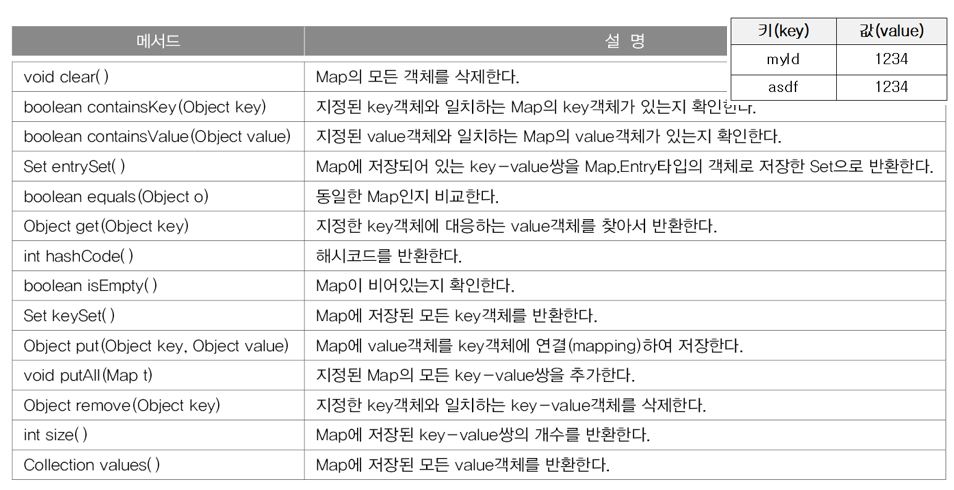 메서드 설 명
void clear( ) Map의 모든 객체를 삭제한다.
boolean containsKey(Object key) 지정된 key객체와 일치하는 Map의 key객체가 있는지 확인한다.
boolean containsValue(Object value) 지정된 value객체와 일치하는 Map의 value객체가 있는지 확인한다.
Set entrySet( ) Map에 저장되어 있는 key-value쌍을 Map.Entry타입의 객체로 저장한 Set으로 반환한다.
boolean equals(Object o) 동일한 Map인지 비교한다.
Object get(Object key) 지정한 key객체에 대응하는 value객체를 찾아서 반환한다.
int hashCode( ) 해시코드를 반환한다.
boolean isEmpty( ) Map이 비어있는지 확인한다.
Set keySet( ) Map에 저장된 모든 key객체를 반환한다.
Object put(Object key, Object value) Map에 value객체를 key객체에 연결(mapping)하여 저장한다.
void putAll(Map t) 지정된 Map의 모든 key-value쌍을 추가한다.
Object remove(Object key) 지정한 key객체와 일치하는 key-value객체를 삭제한다.
int size( ) Map에 저장된 key-value쌍의 개수를 반환한다.
Collection values( ) Map에 저장된 모든 value객체를 반환한다.
키(key) 값(value)
myId 1234
asdf 1234